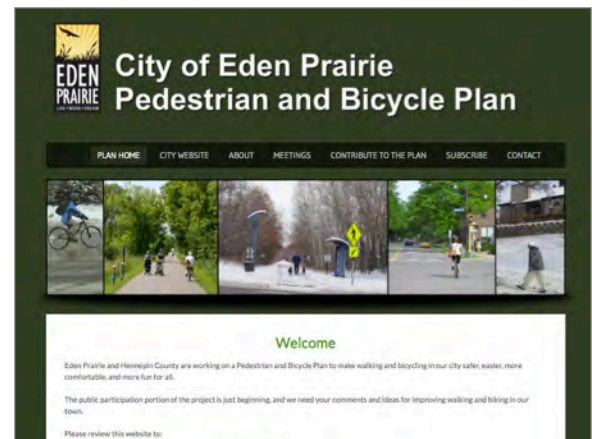 EDEN
PRAIRIE
LIVE • WORK • DREAM
City of Eden Prairie
Pedestrian and Bicycle Plan
PLAN HOME CITY WEBSITE ABOUT MEETINGS CONTRIBUTE TO THE PLAN SUBSCRIBE CONTACT
Welcome
Eden Prairie and Hennepin County are working on a Pedestrian and Bicycle Plan to make walking and bicycling in our city safer, easier, more
comfortable, and more fun for all.
The public participation portion of the project is just beginning, and we need your comments and ideas for improving walking and biking in our
town.
Please review this website to: